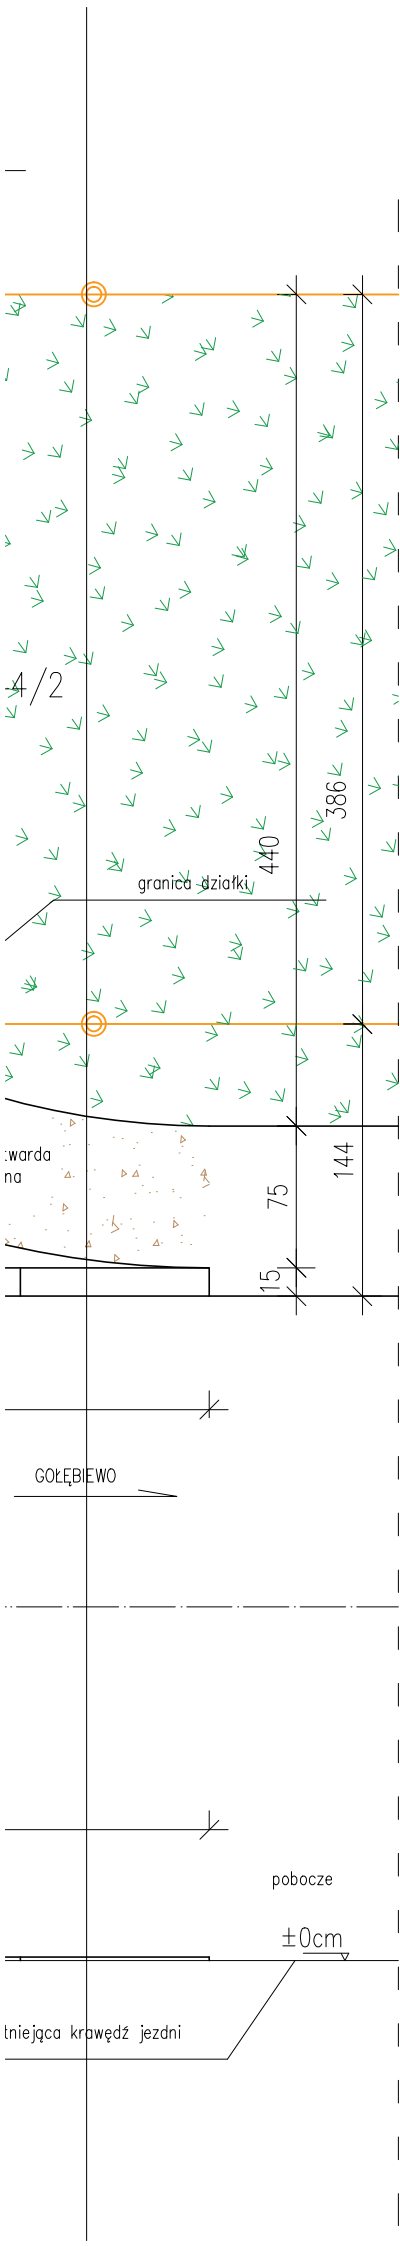 4/2
386
440
granica działki
twarda
na
144
75
15
GOŁĘBIEWO
pobocze
±0cm
tniejąca krawędź jezdni